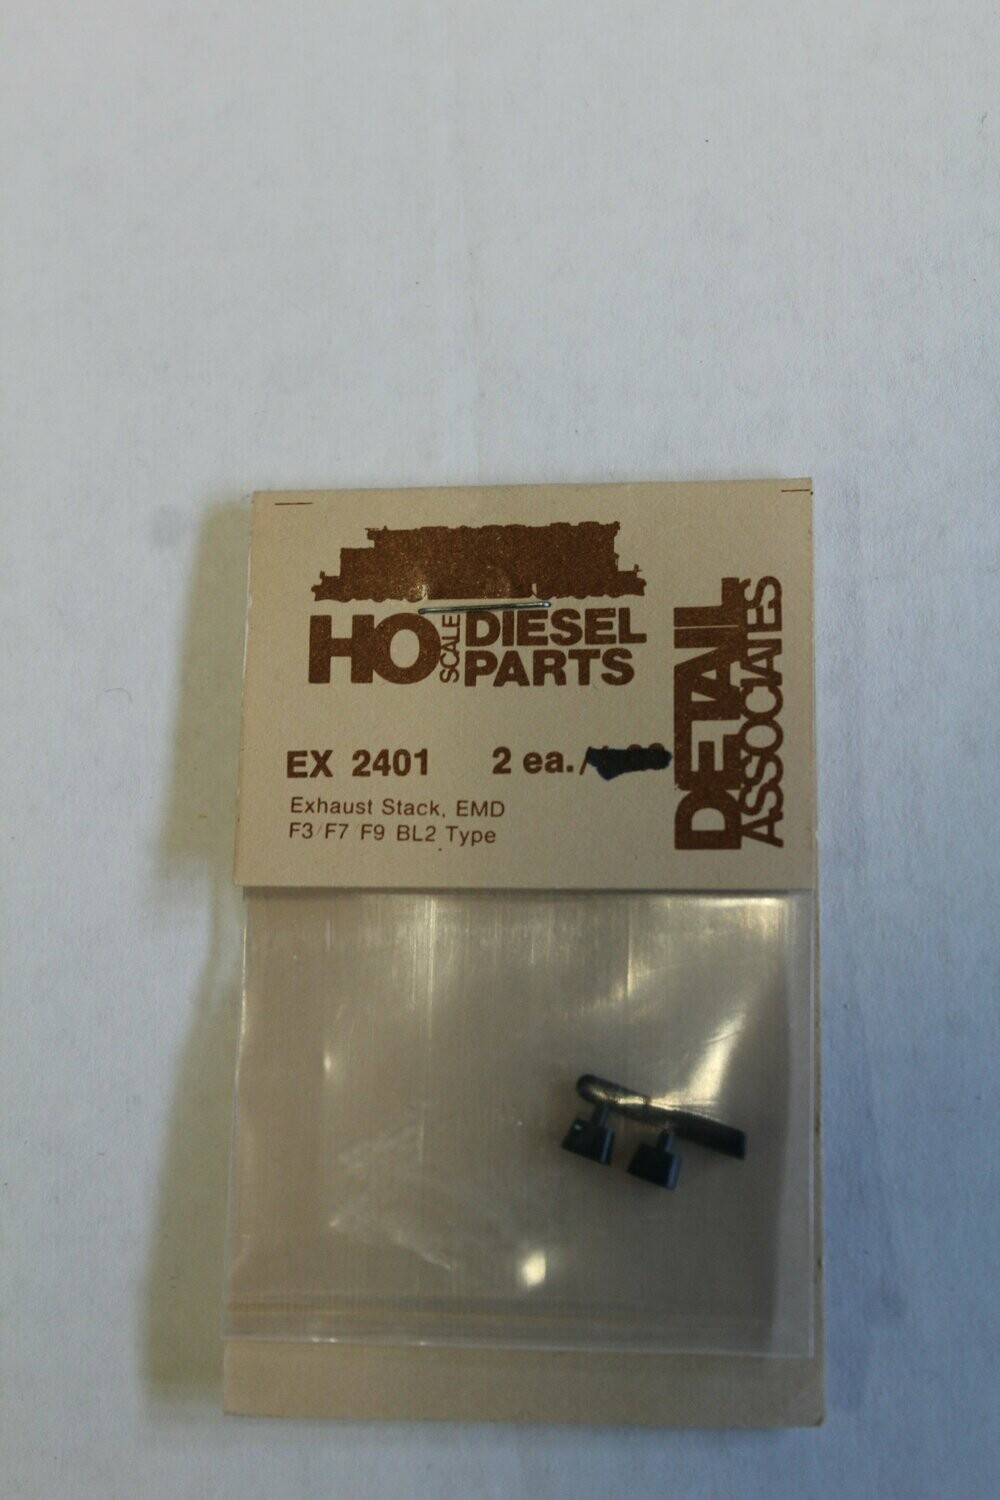 HO SCALE DIESEL
PARTS
EX 2401 2 ea./
Exhaust Stack, EMD
F3/F7 F9 BL2 Type
DETAIL
ASSOCIATES